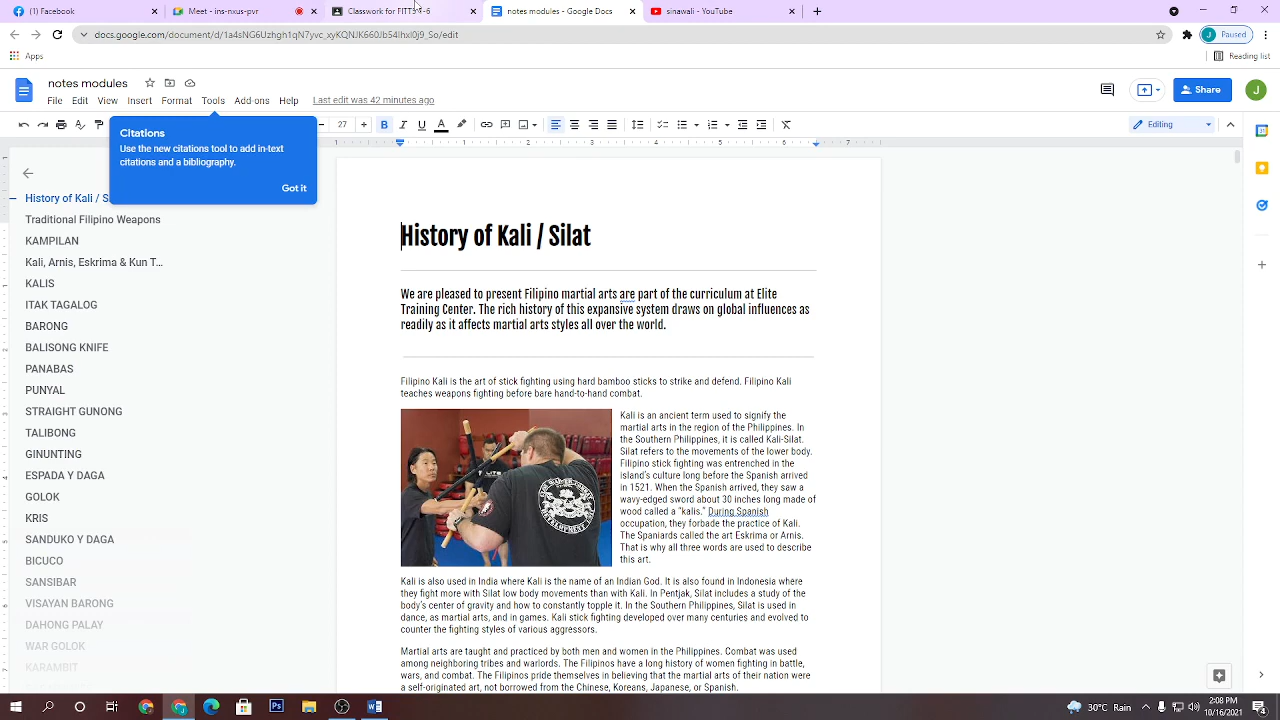 (1) Facebook
Meet - fintcxs-pvr
Classwork for FITT5
-6
notes modules - Google Docs
(1) YouTube
docs.google.com/document/d/
/edit
Paused
Apps
Reading list
notes modules
File Edit View Insert Format Tools Add-ons Help Last edit was 42 minutes ago
Share
J
27
B
I
U
A
Editing
Citations
Use the new citations tool to add in-text
citations and a bibliography.
Got it
History of Kali / S
Traditional Filipino Weapons
KAMPILAN
Kali, Arnis, Eskrima & Kun T...
KALIS
ITAK TAGALOG
BARONG
BALISONG KNIFE
PANABAS
PUNYAL
STRAIGHT GUNONG
TALIBONG
GINUNTING
ESPADA Y DAGA
GOLOK
KRIS
SANDUKO Y DAGA
BICUCO
SANSIBAR
VISAYAN BARONG
DAHONG PALAY
WAR GOLOK
KARAMBIT
History of Kali / Silat
We are pleased to present Filipino martial arts are part of the curriculum at Elite
Training Center. The rich history of this expansive system draws on global influences as
readily as it affects martial arts styles all over the world.
Filipino Kali is the art of stick fighting using hard bamboo sticks to strike and defend. Filipino Kali
teaches weapons fighting before bare hand-to-hand combat.
Kali is an ancient term used to signify the
martial arts in the region of the Philippines. In
the Southern Philippines, it is called Kali-Silat.
Silat refers to the movements of the lower body.
Filipino stick fighting was entrenched in the
island's culture long before the Spanish arrived
in 1521. When the Spanish arrived, they saw a
wavy-edged sword about 30 inches long made of
wood called a "kalis." During Spanish
occupation, they forbade the practice of Kali.
The Spaniards called the art Eskrima or Arnis.
That is why all three words are used to describe
this art.
Kali is also used in India where Kali is the name of an Indian God. It is also found in Indonesia where
they fight more with Silat low body movements than with Kali. In Pentjak, Silat includes a study of the
body's center of gravity and how to constantly topple it. In the Southern Philippines, Silat is used in
dance, as martial arts, and in games. Kali stick fighting developed over many centuries and evolved to
counter the fighting styles of various aggressors.
Martial arts are taught and practiced by both men and women in the Philippines. Combat was used
among neighboring tribes and warlords. The Filipinos have a long history of women fighting in battle,
wars, and combat. The Filipinos pride themselves in believing that the martial arts of their nation were
a self-originated art, not borrowed from the Chinese, Koreans, Japanese, or Spanish.
30°C Rain
2:08 PM
10/10/2021